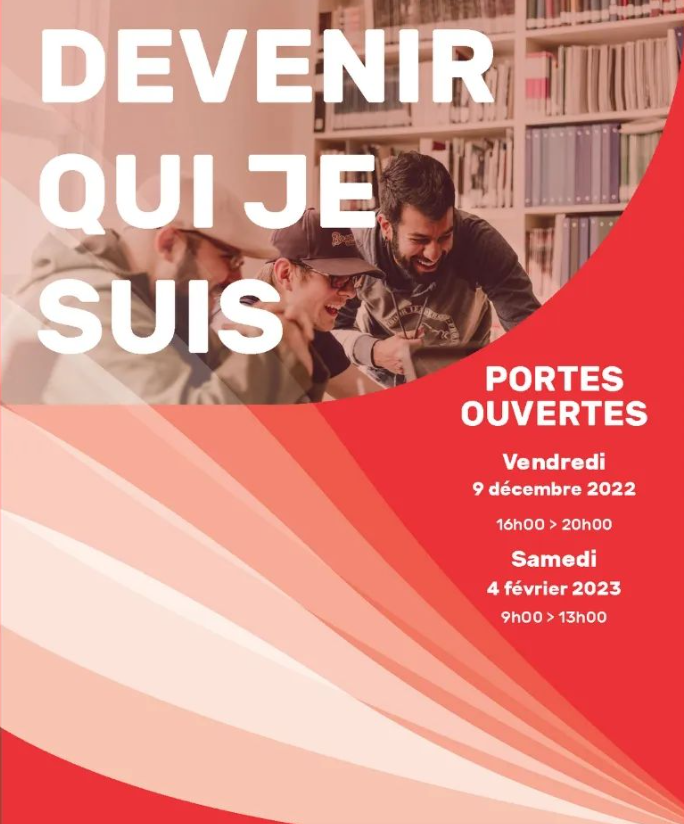 DEVENIR
QUI JE
SUIS
PORTES
OUVERTES
Vendredi
9 décembre 2022
16h00 > 20h00
Samedi
4 février 2023
9h00 > 13h00